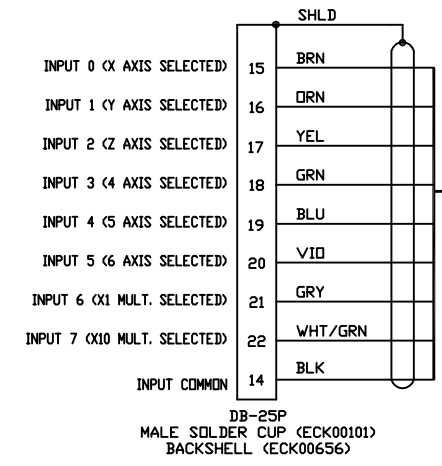 SHLD
INPUT 0 (X AXIS SELECTED) 15 BRN
INPUT 1 (Y AXIS SELECTED) 16 ORN
INPUT 2 (Z AXIS SELECTED) 17 YEL
INPUT 3 (4 AXIS SELECTED) 18 GRN
INPUT 4 (5 AXIS SELECTED) 19 BLU
INPUT 5 (6 AXIS SELECTED) 20 VIO
INPUT 6 (X1 MULT. SELECTED) 21 GRY
INPUT 7 (X10 MULT. SELECTED) 22 WHT/GRN
INPUT COMMON 14 BLK
DB-25P
MALE SOLDER CUP (ECK00101)
BACKSHELL (ECK00656)